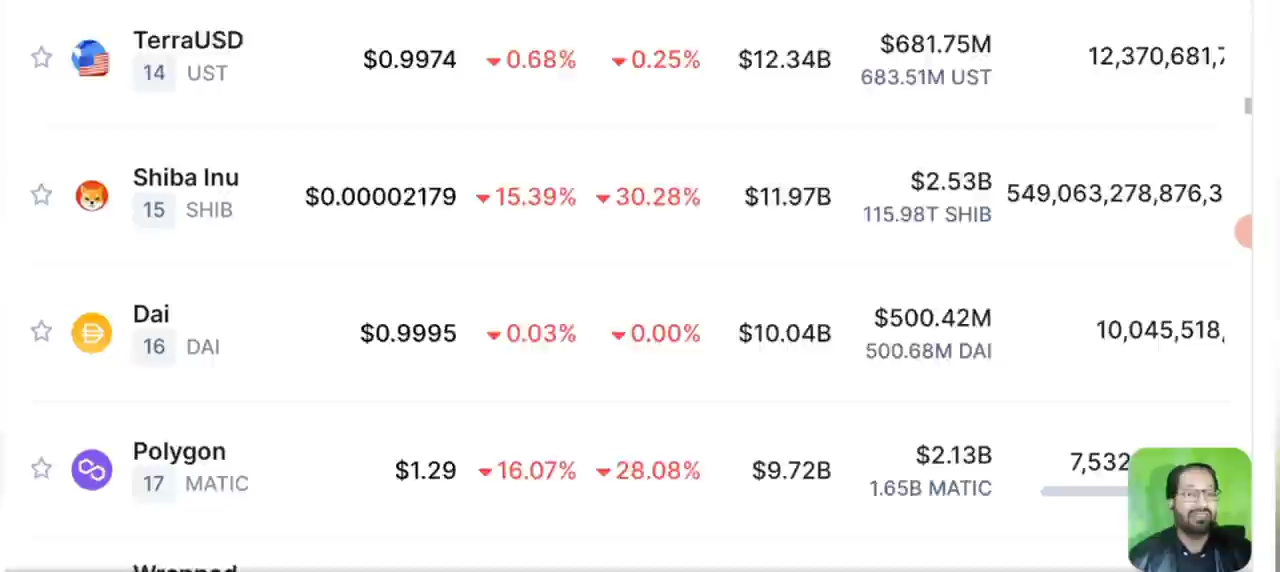 TerraUSD
14 UST $0.9974 0.68% 0.25% $12.34B $681.75M 12,370,681,
683.51M UST
Shiba Inu
15 SHIB $0.00002179 15.39% 30.28% $11.97B $2.53B 549,063,278,876,3
115.98T SHIB
Dai
16 DAI $0.9995 0.03% 0.00% $10.04B $500.42M 10,045,518,
500.68M DAI
Polygon
17 MATIC $1.29 16.07% 28.08% $9.72B $2.13B 7,532
1.65B MATIC